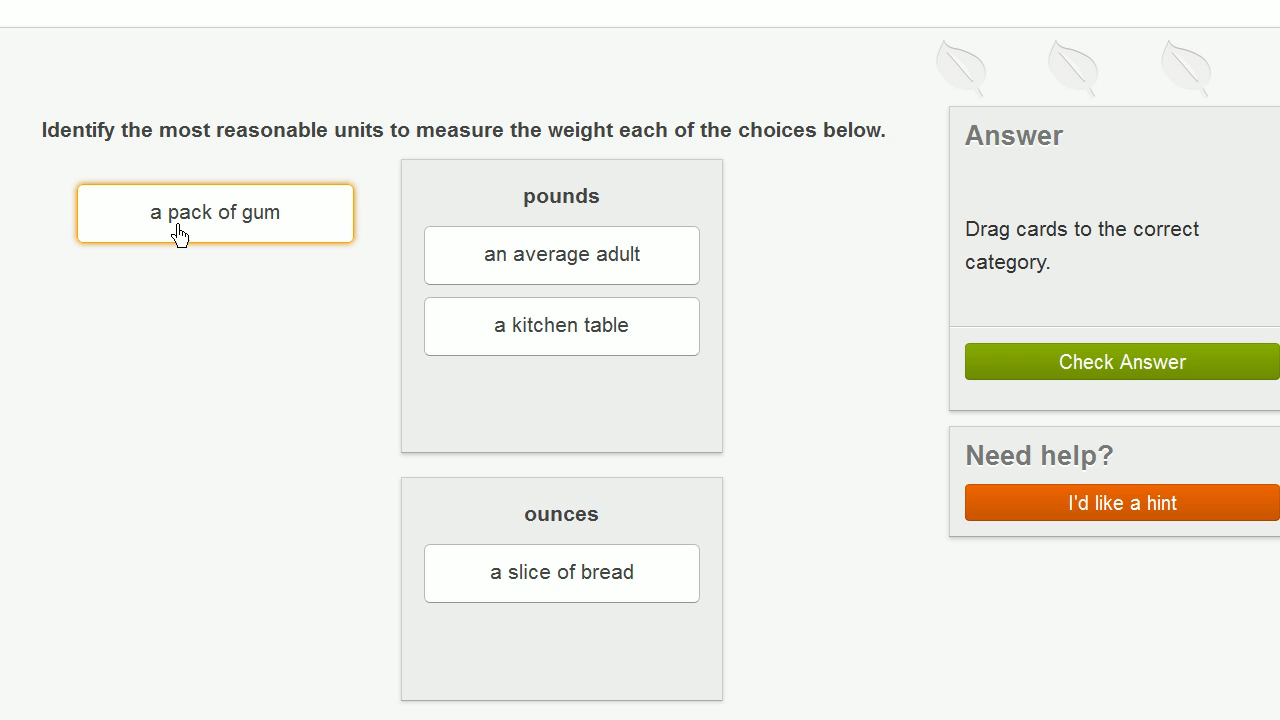 Identify the most reasonable units to measure the weight each of the choices below.
a pack of gum
pounds
an average adult
a kitchen table
ounces
a slice of bread
Answer
Drag cards to the correct
category.
Check Answer
Need help?
I'd like a hint